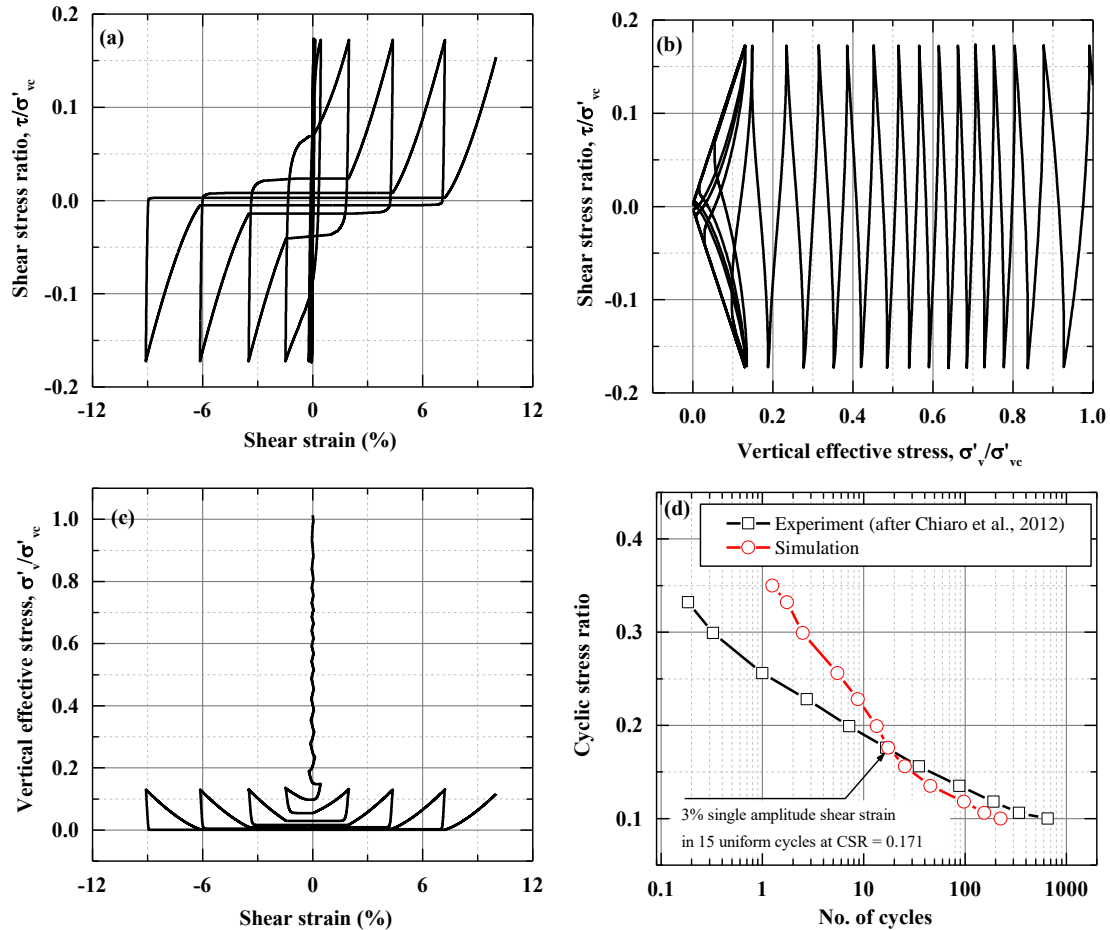 (a)
Shear stress ratio, τ/σ'vc
0.2
0.1
0.0
-0.1
-0.2
-12
-6
0
6
12
Shear strain (%)
(b)
Shear stress ratio, τ/σ'vc
0.2
0.1
0.0
-0.1
-0.2
0.0
0.2
0.4
0.6
0.8
1.0
Vertical effective stress, σ'v/σ'vc
(c)
Vertical effective stress, σ'v/σ'vc
1.0
0.8
0.6
0.4
0.2
0.0
-12
-6
0
6
12
Shear strain (%)
(d)
Experiment (after Chiaro et al., 2012)
Simulation
Cyclic stress ratio
0.4
0.3
0.2
0.1
3% single amplitude shear strain
in 15 uniform cycles at CSR = 0.171
0.1
1
10
100
1000
No. of cycles